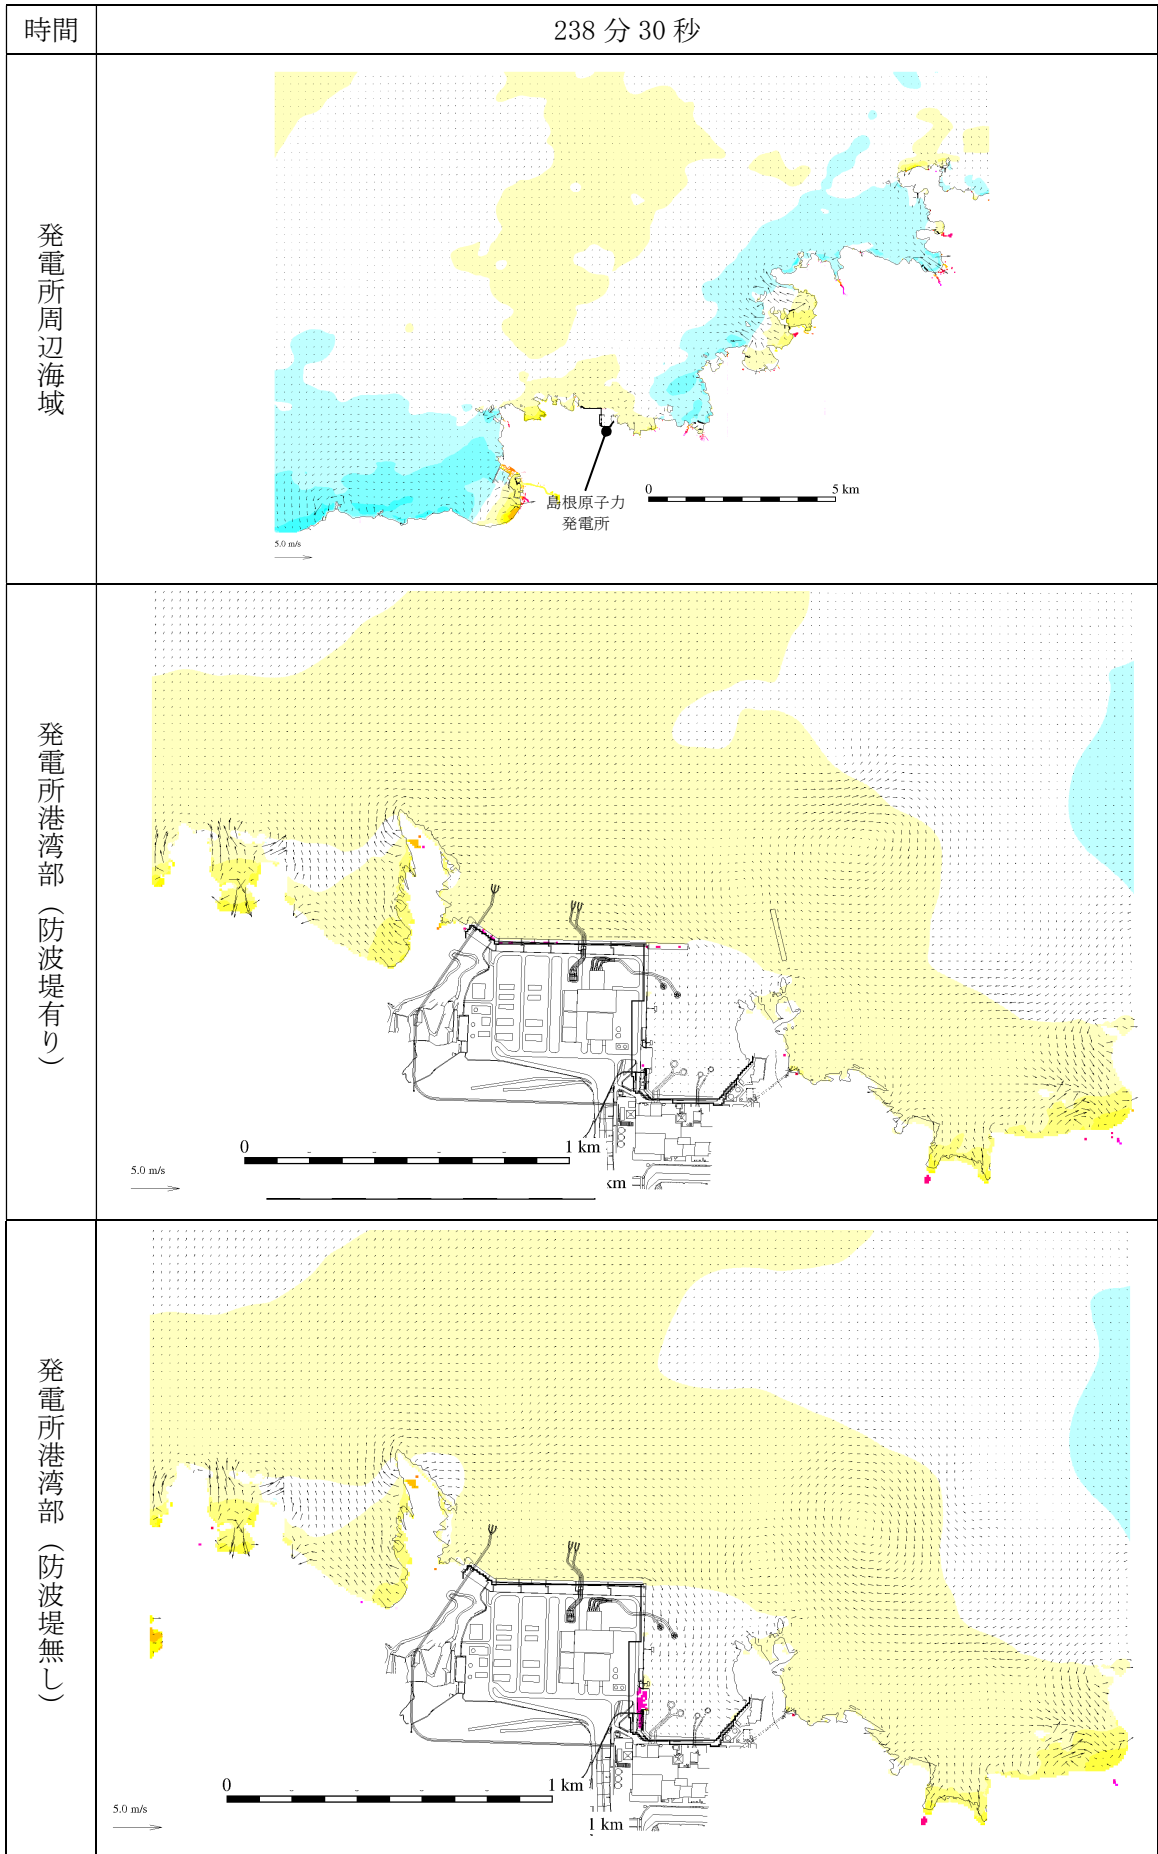 時間
238 分 30 秒
発電所周辺海域
島根原子力
発電所
0
5 km
5.0 m/s
発電所港湾部（防波堤有り）
0
1 km
5.0 m/s
km
発電所港湾部（防波堤無し）
0
1 km
5.0 m/s
1 km